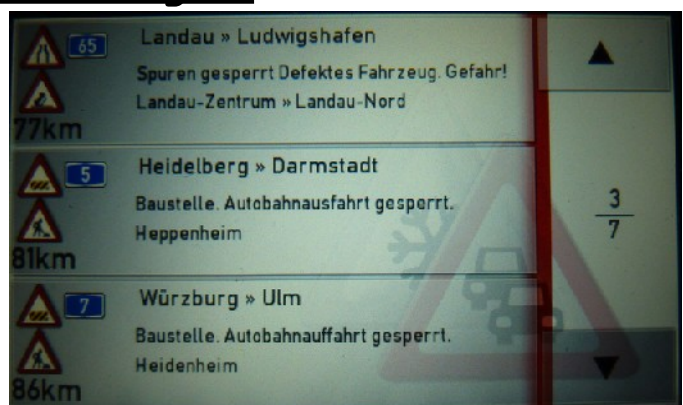 65 Landau » Ludwigshafen
Spuren gesperrt Defektes Fahrzeug. Gefahr!
Landau-Zentrum » Landau-Nord
77km
5 Heidelberg » Darmstadt
Baustelle. Autobahnausfahrt gesperrt.
Heppenheim
81km
3
7
7 Würzburg » Ulm
Baustelle. Autobahnauffahrt gesperrt.
Heidenheim
86km